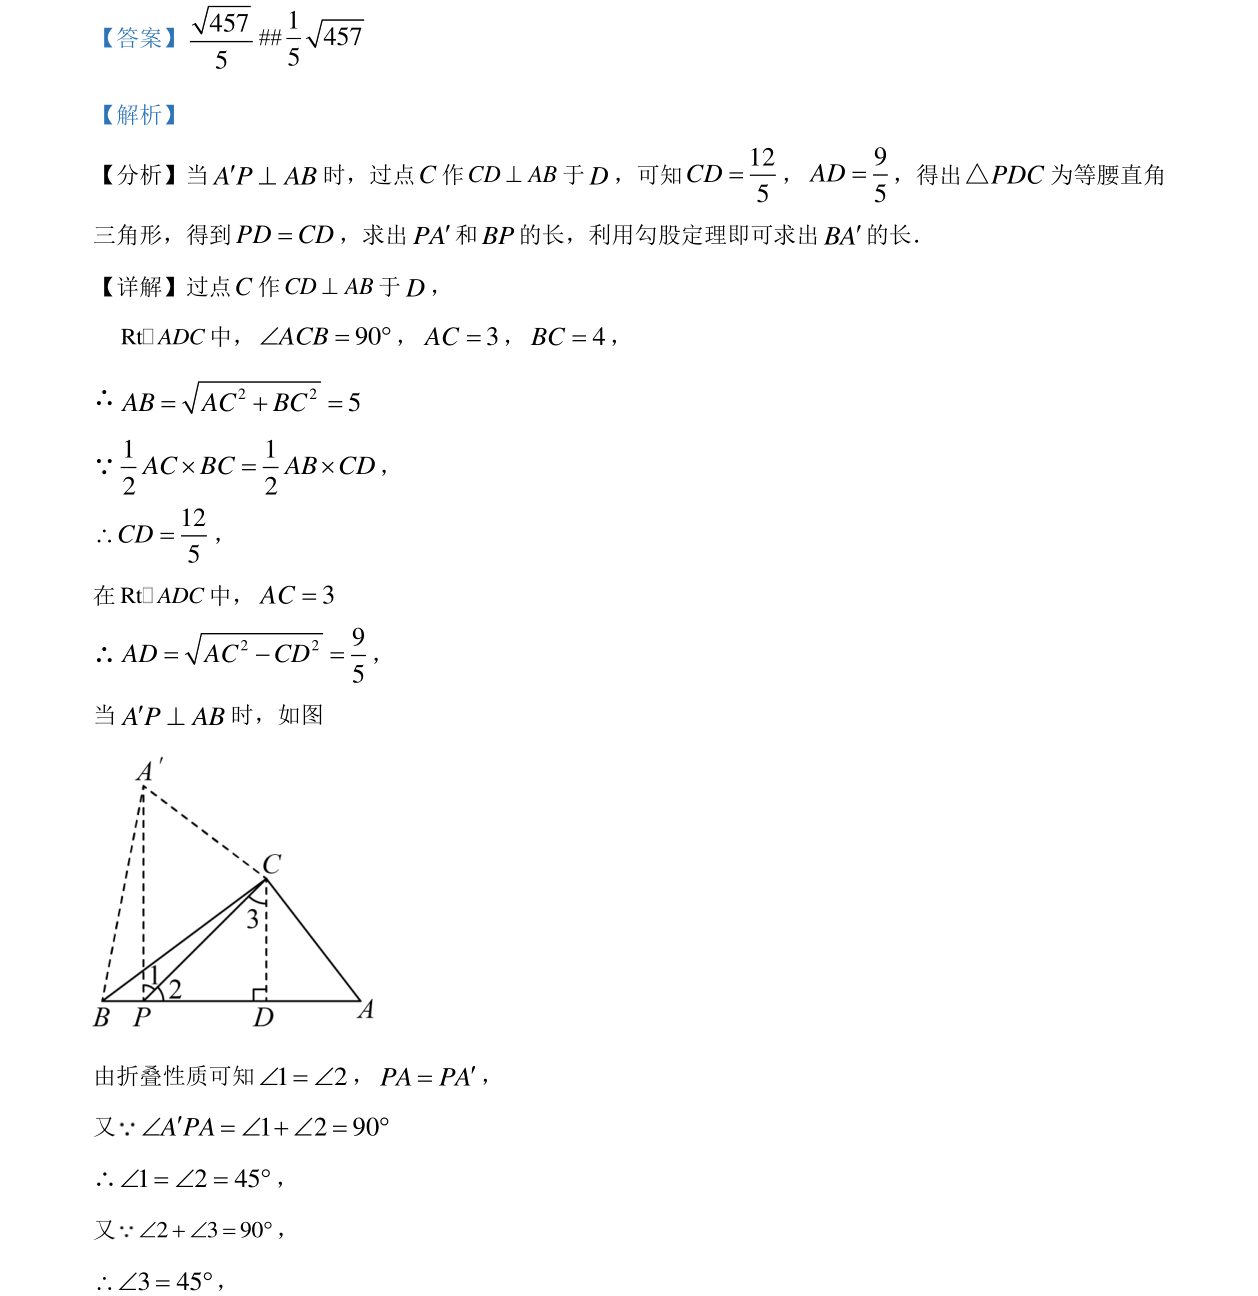 【答案】√457/5##1/5√457
【解析】
【分析】当A′P⊥AB时，过点C作CD⊥AB于D，可知CD=12/5，AD=9/5，得出△PDC为等腰直角
三角形，得到PD=CD，求出PA′和BP的长，利用勾股定理即可求出BA′的长.
【详解】过点C作CD⊥AB于D，
Rt□ADC中，∠ACB=90°，AC=3，BC=4，
∴AB=√(AC²+BC²)=5
∵1/2AC×BC=1/2AB×CD，
∴CD=12/5，
在Rt□ADC中，AC=3
∴AD=√(AC²−CD²)=9/5，
当A′P⊥AB时，如图
A′
C
3
1
2
B P D A
由折叠性质可知∠1=∠2，PA=PA′，
又∵∠A′PA=∠1+∠2=90°
∴∠1=∠2=45°，
又∵∠2+∠3=90°，
∴∠3=45°，